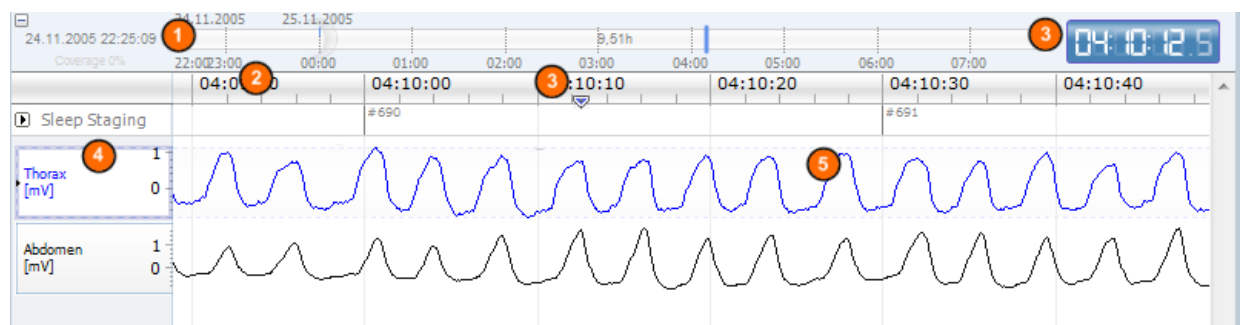 24.11.2005 25.11.2005
24.11.2005 22:25:09 1 9,51h 3 04:10:12.5
Coverage 0% 22:00 23:00 00:00 01:00 02:00 03:00 04:00 05:00 06:00 07:00
2 04:10:00 3 :10:10 04:10:20 04:10:30 04:10:40
Sleep Staging #690 #691
4 1 5
Thorax
[mV] 0
Abdomen 1
[mV] 0